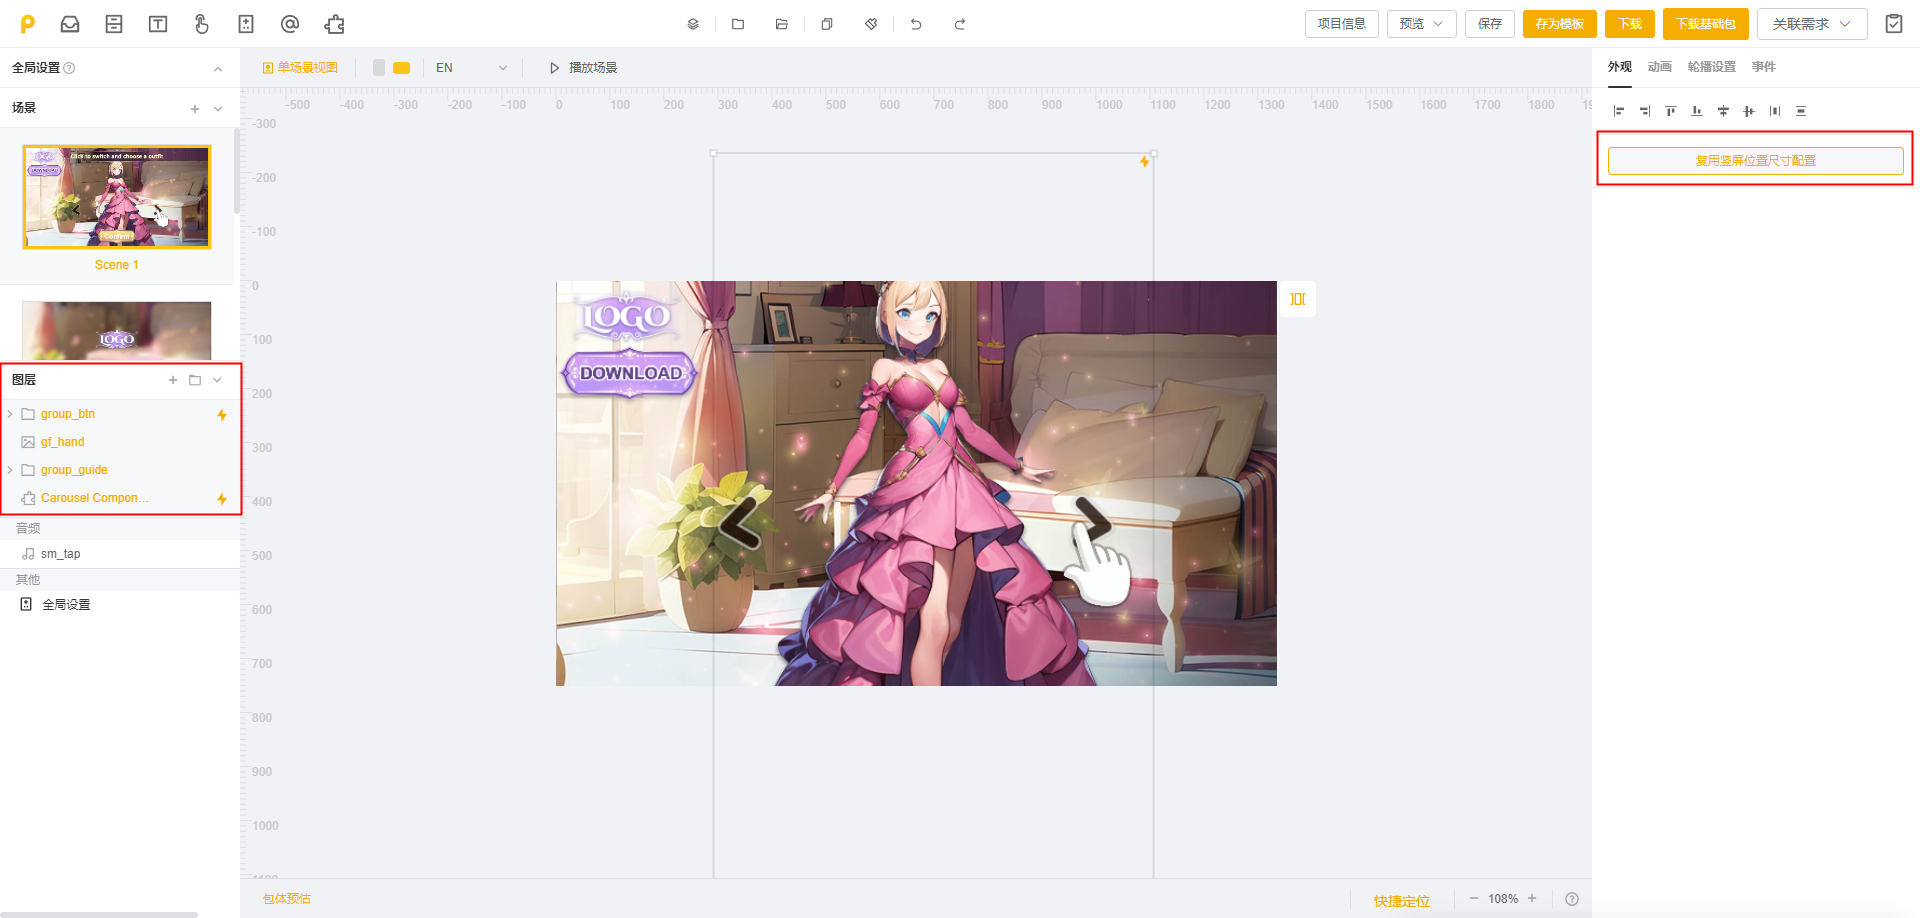 项目信息
预览
保存
存为模板
下载
下载基础包
关联需求
全局设置
单场景视图
EN
播放场景
外观 动画 轮播设置 事件
场景
-500 -400 -300 -200 -100 0 100 200 300 400 500 600 700 800 900 1000 1100 1200 1300 1400 1500 1600 1700 1800
-300
-200
-100
0
100
200
300
400
500
600
700
800
900
1000
复用竖屏位置尺寸配置
LOGO
Click to switch and choose a outfit
DOWNLOAD
Confirm
Scene 1
LOGO
LOGO
DOWNLOAD
图层
group_btn
gf_hand
group_guide
Carousel Compon...
音频
sm_tap
其他
全局设置
包体预估
快捷定位
108%